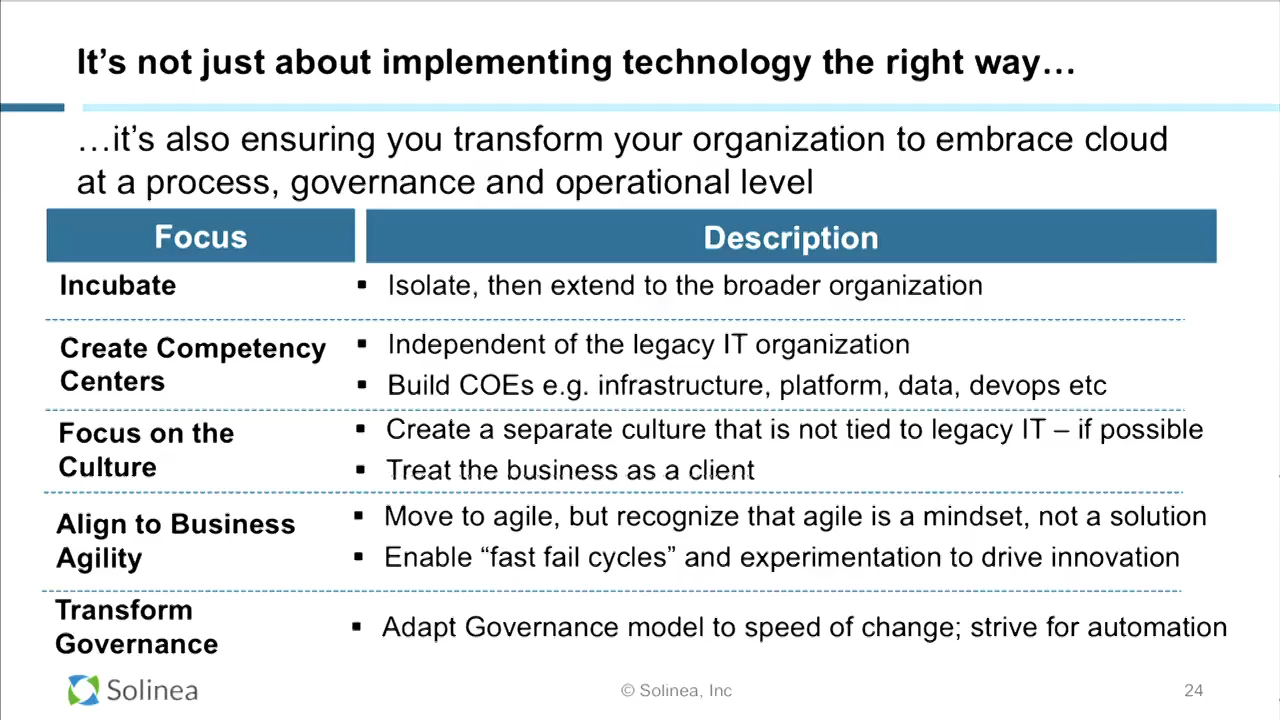 It’s not just about implementing technology the right way…
…it’s also ensuring you transform your organization to embrace cloud
at a process, governance and operational level
Focus
Description
Incubate
▪ Isolate, then extend to the broader organization
Create Competency
Centers
▪ Independent of the legacy IT organization
▪ Build COEs e.g. infrastructure, platform, data, devops etc
Focus on the
Culture
▪ Create a separate culture that is not tied to legacy IT – if possible
▪ Treat the business as a client
Align to Business
Agility
▪ Move to agile, but recognize that agile is a mindset, not a solution
▪ Enable “fast fail cycles” and experimentation to drive innovation
Transform
Governance
▪ Adapt Governance model to speed of change; strive for automation
Solinea
© Solinea, Inc
24